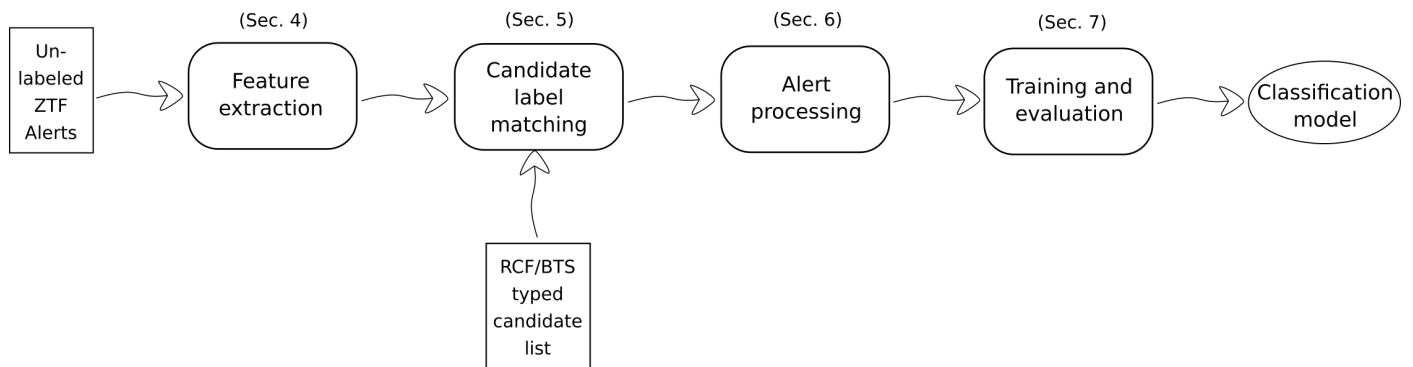 (Sec. 4)
(Sec. 5)
(Sec. 6)
(Sec. 7)
Un-
labeled
ZTF
Alerts
Feature
extraction
Candidate
label
matching
Alert
processing
Training and
evaluation
Classification
model
RCF/BTS
typed
candidate
list